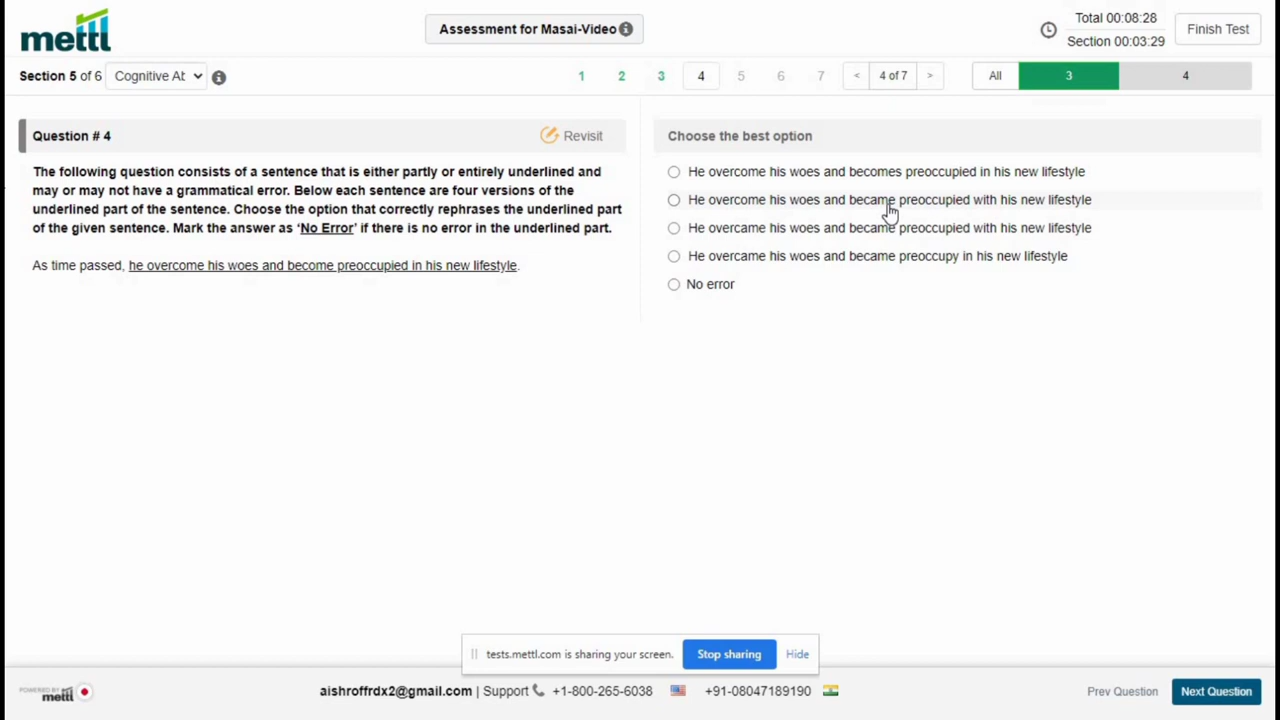 mettl
Assessment for Masai-Video
Total 00:08:28
Section 00:03:29
Finish Test
Section 5 of 6 Cognitive At
1 2 3 4 5 6 7 < 4 of 7 > All 3 4
Question # 4
Revisit
The following question consists of a sentence that is either partly or entirely underlined and
may or may not have a grammatical error. Below each sentence are four versions of the
underlined part of the sentence. Choose the option that correctly rephrases the underlined part
of the given sentence. Mark the answer as ‘No Error’ if there is no error in the underlined part.
As time passed, he overcome his woes and become preoccupied in his new lifestyle.
Choose the best option
He overcome his woes and becomes preoccupied in his new lifestyle
He overcome his woes and became preoccupied with his new lifestyle
He overcame his woes and became preoccupied with his new lifestyle
He overcame his woes and became preoccupy in his new lifestyle
No error
tests.mettl.com is sharing your screen. Stop sharing Hide
POWERED BY mettl
aishroffrdx2@gmail.com | Support +1-800-265-6038 +91-08047189190
Prev Question Next Question